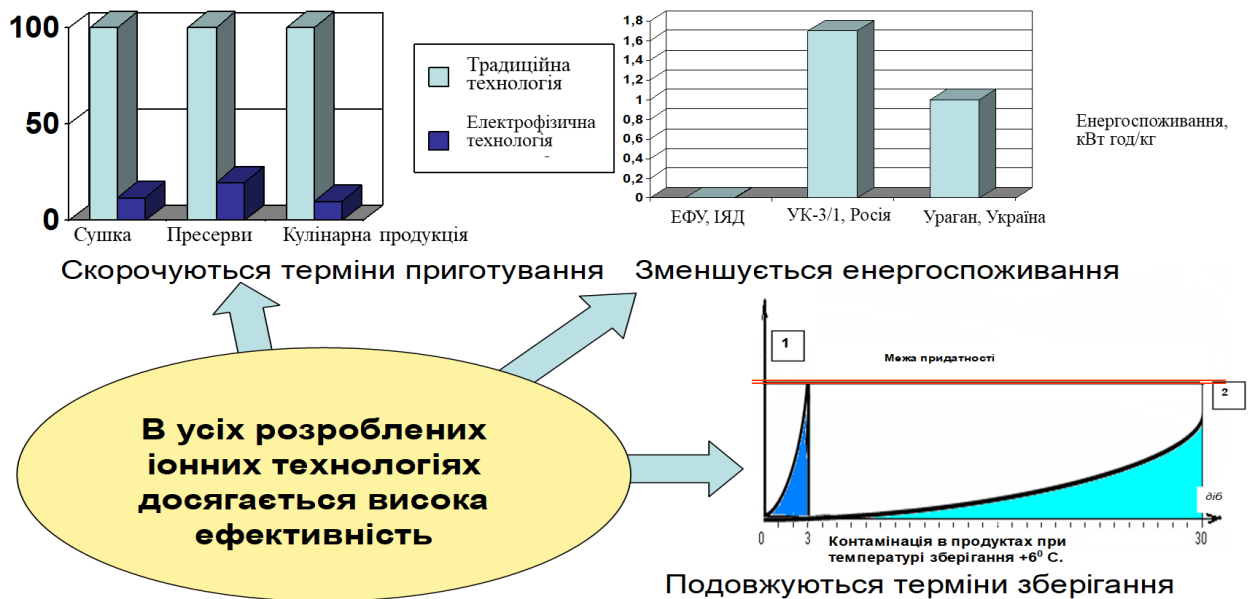 100
50
0
Сушка
Пресерви
Кулінарна продукція
Традиційна
технологія
Електрофізична
технологія
Скорочуються терміни приготування
1,8
1,6
1,4
1,2
1
0,8
0,6
0,4
0,2
0
ЕФУ, ІЯД
УК-3/1, Росія
Ураган, Україна
Енергоспоживання,
кВт год/кг
Зменшується енергоспоживання
В усіх розроблених
іонних технологіях
досягається висока
ефективність
1
Межа придатності
2
діб
0
3
30
Контамінація в продуктах при
температурі зберігання +6⁰ С.
Подовжуються терміни зберігання